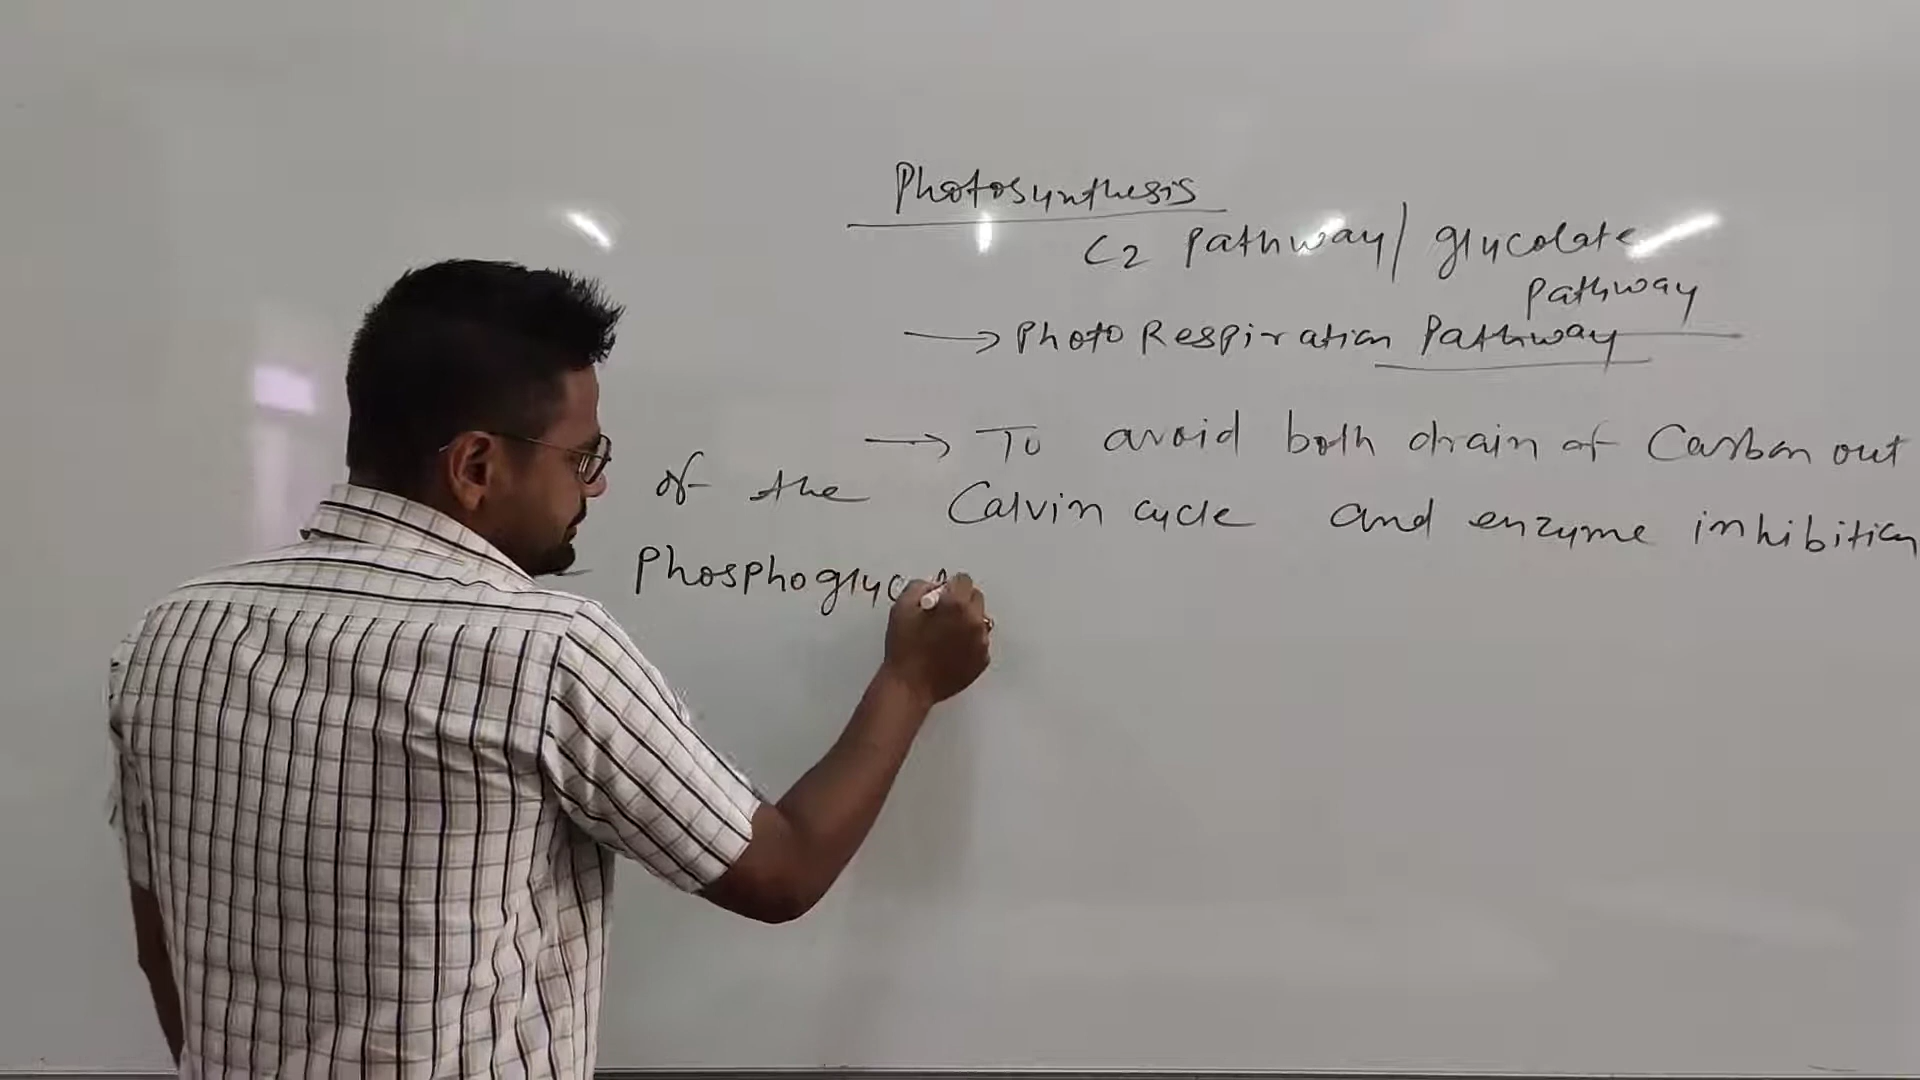 Photosynthesis
C2 Pathway/ glycolate
Pathway
→ Photo Respiration Pathway
→ To avoid both drain of Carbon out
of the Calvin cycle and enzyme inhibition
Phosphoglyc